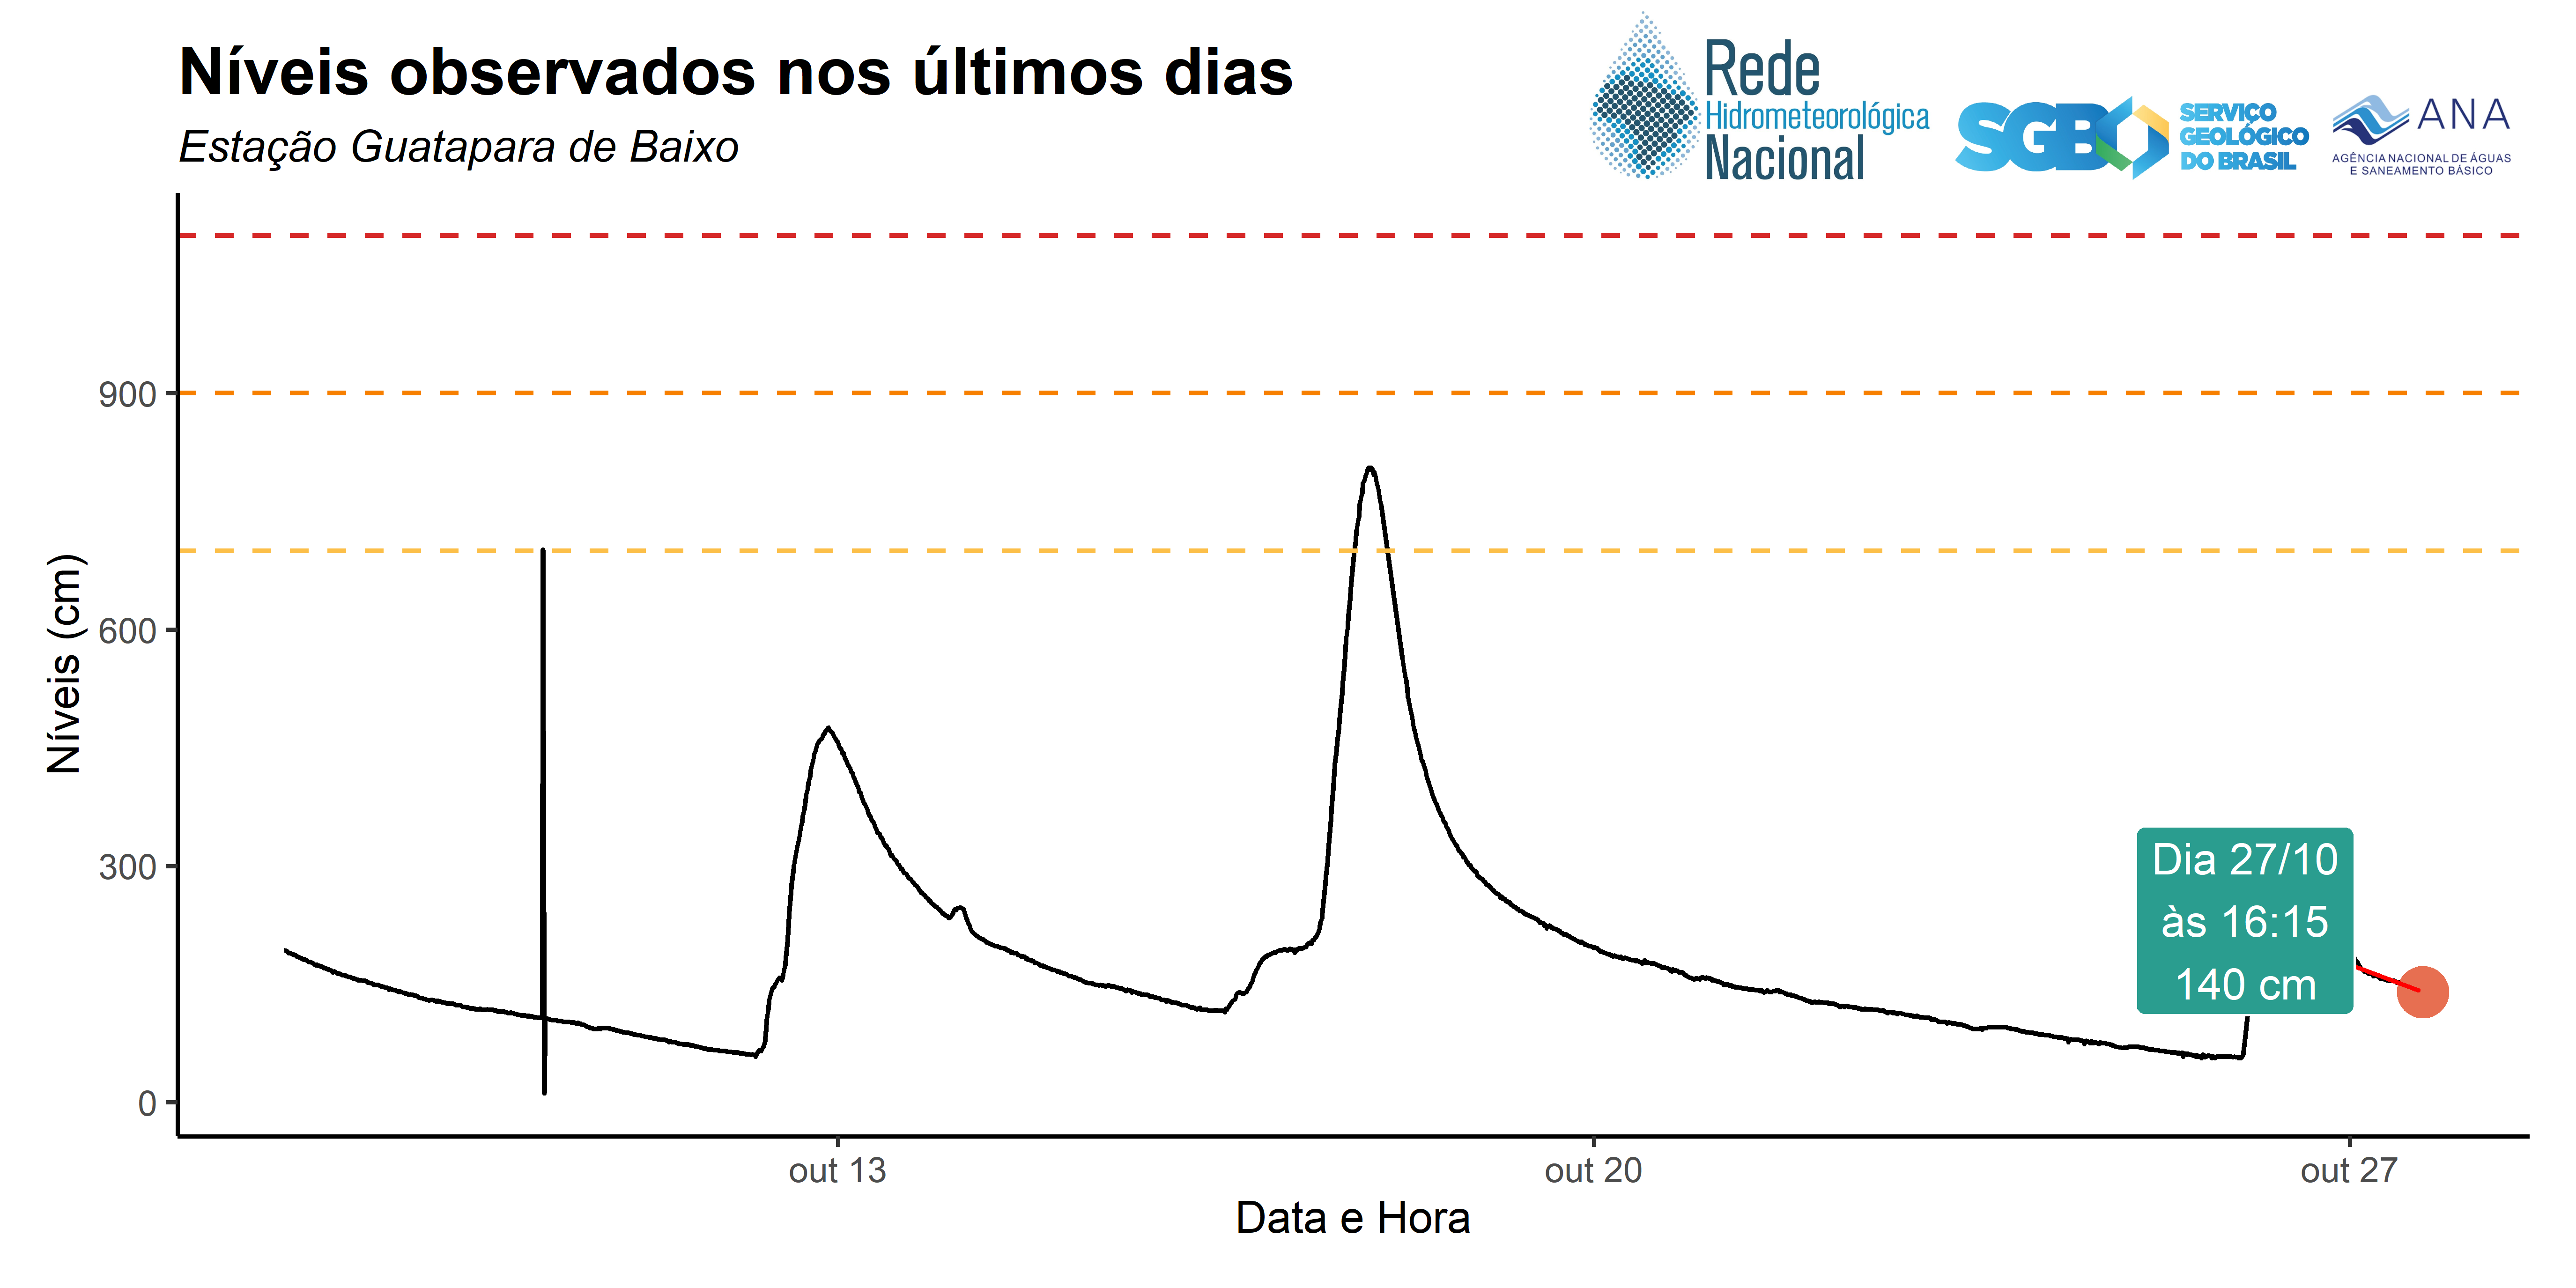 Níveis observados nos últimos dias
Estação Guatapara de Baixo
Rede
Hidrometeorológica
Nacional
SGB
SERVIÇO
GEOLÓGICO
DO BRASIL
ANA
AGÊNCIA NACIONAL DE ÁGUAS
E SANEAMENTO BÁSICO
Níveis (cm)
900
600
300
0
Dia 27/10
às 16:15
140 cm
out 13
out 20
out 27
Data e Hora